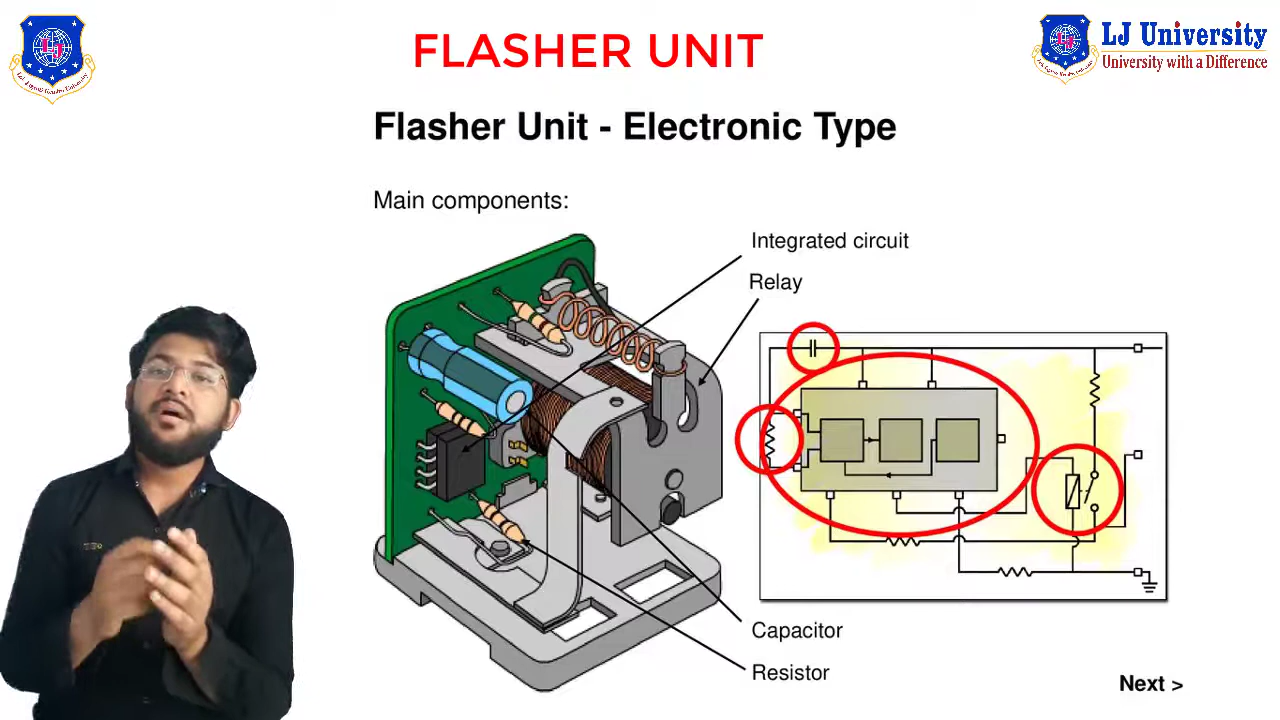 FLASHER UNIT
LJ University
University with a Difference
Flasher Unit - Electronic Type
Main components:
Integrated circuit
Relay
Capacitor
Resistor
Next >